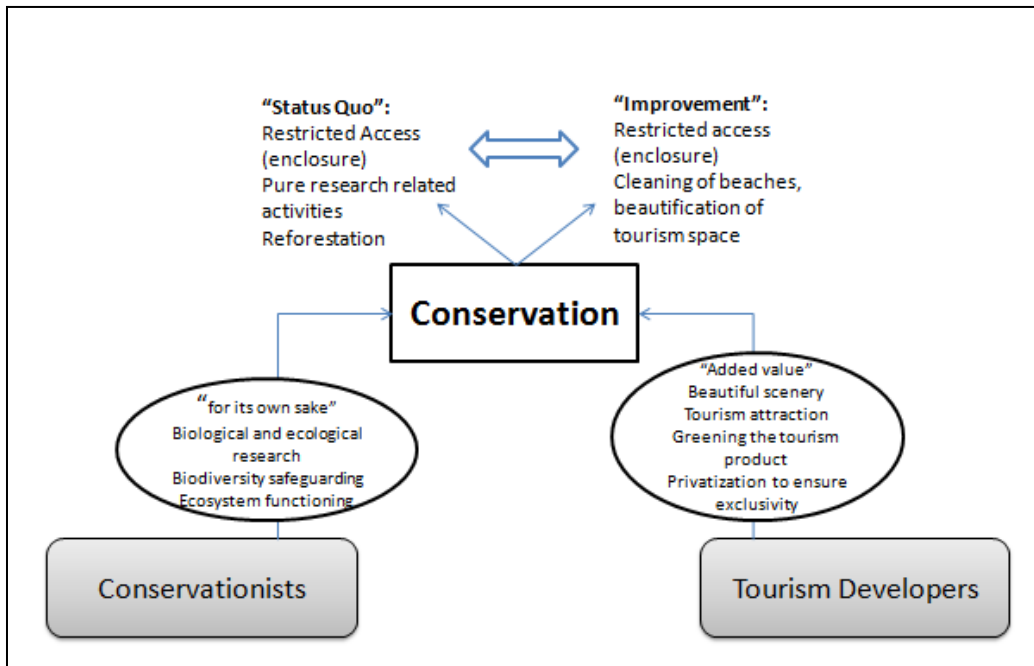 “Status Quo”:
Restricted Access
(enclosure)
Pure research related
activities
Reforestation
“Improvement”:
Restricted access
(enclosure)
Cleaning of beaches,
beautification of
tourism space
Conservation
“for its own sake”
Biological and ecological
research
Biodiversity safeguarding
Ecosystem functioning
“Added value”
Beautiful scenery
Tourism attraction
Greening the tourism
product
Privatization to ensure
exclusivity
Conservationists
Tourism Developers